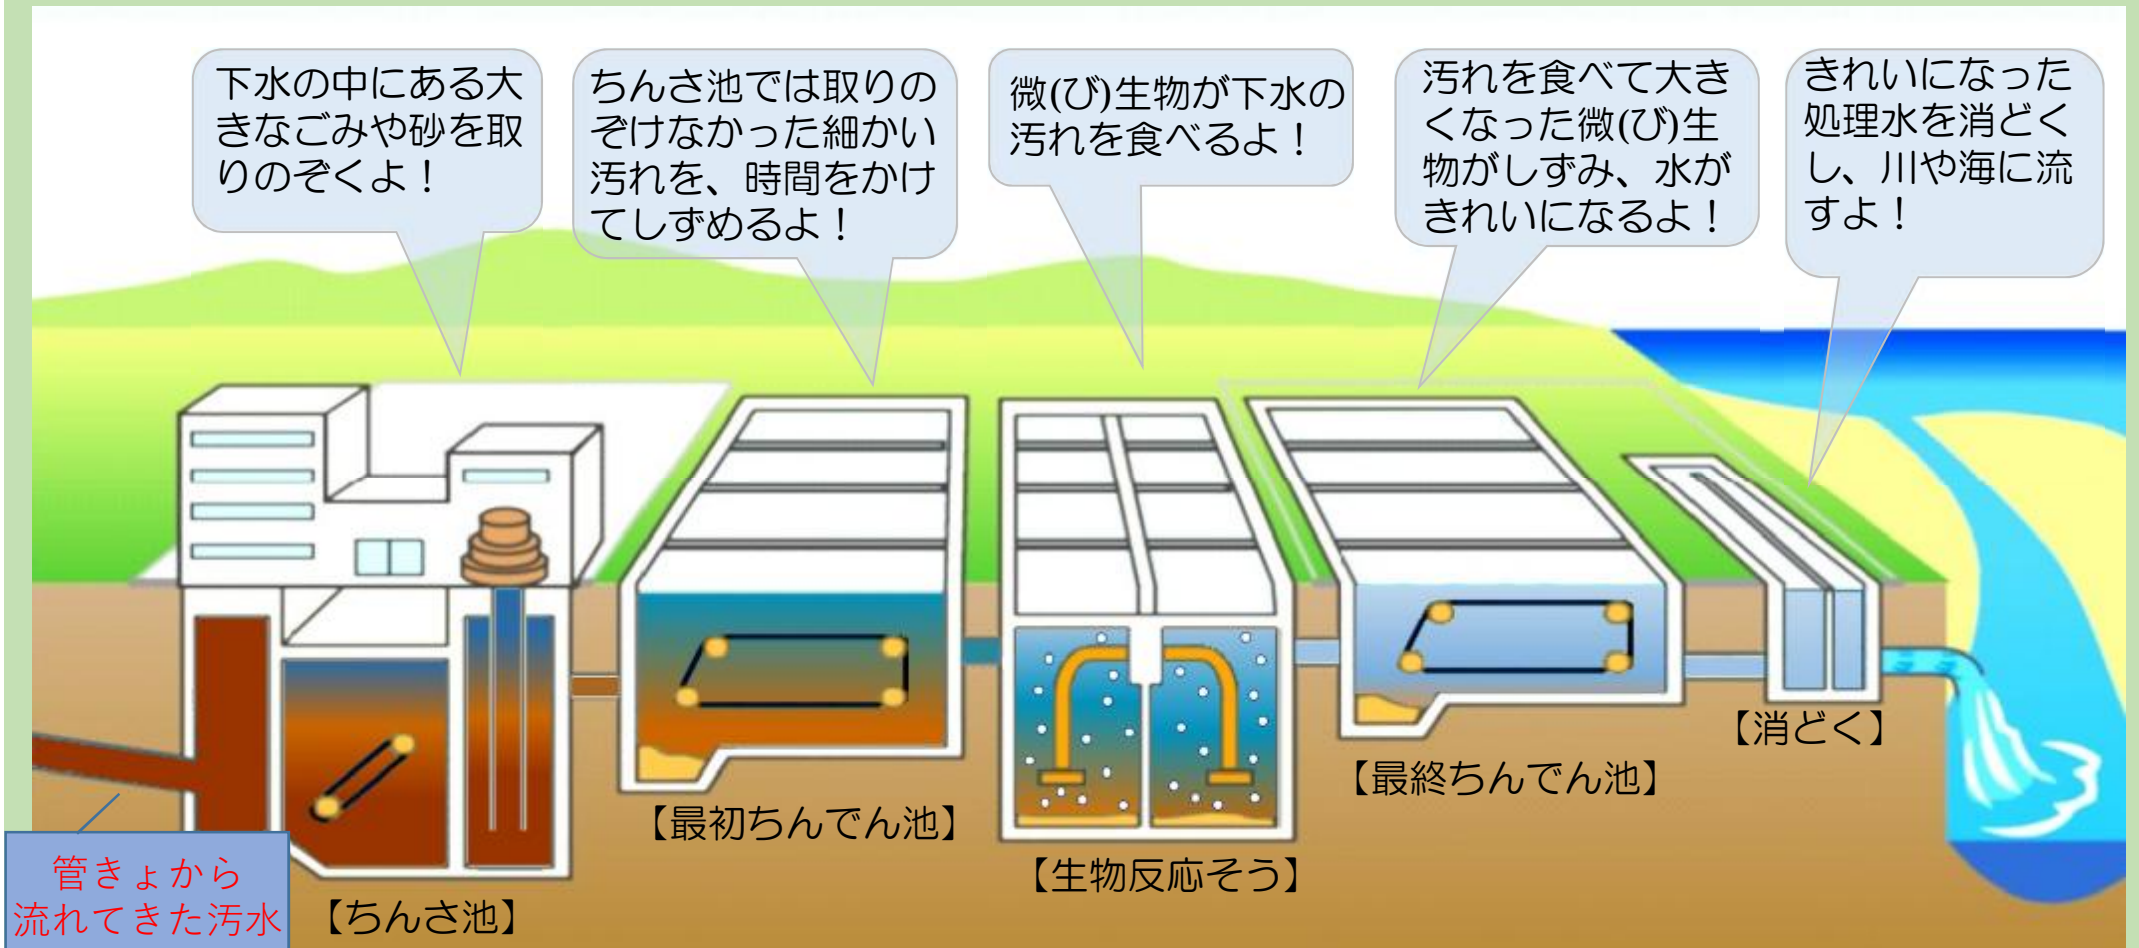 下水の中にある大
きなごみや砂を取
りのぞくよ！
ちんさ池では取りの
ぞけなかった細かい
汚れを、時間をかけ
てしずめるよ！
微(び)生物が下水の
汚れを食べるよ！
汚れを食べて大き
くなった微(び)生
物がしずみ、水が
きれいになるよ！
きれいになった
処理水を消どく
し、川や海に流
すよ！
【消どく】
【最終ちんでん池】
【最初ちんでん池】
【生物反応そう】
【ちんさ池】
管きょから
流れてきた汚水